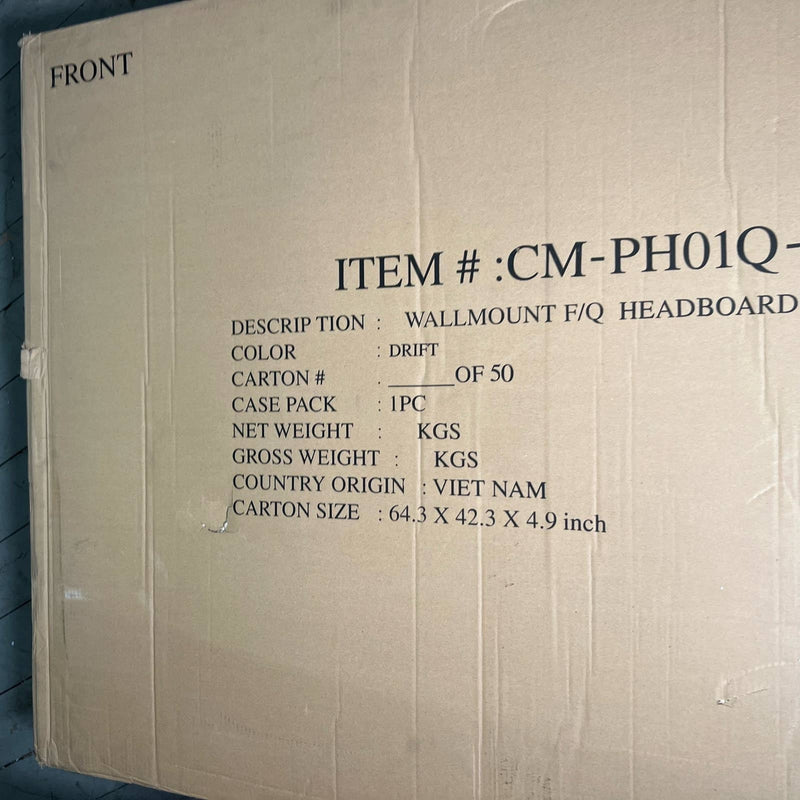 FRONT
ITEM # :CM-PH01Q-
DESCRIP TION : WALLMOUNT F/Q HEADBOARD
COLOR : DRIFT
CARTON # . ______OF 50
CASE PACK : 1PC
NET WEIGHT : KGS
GROSS WEIGHT : KGS
COUNTRY ORIGIN : VIET NAM
CARTON SIZE : 64.3 X 42.3 X 4.9 inch